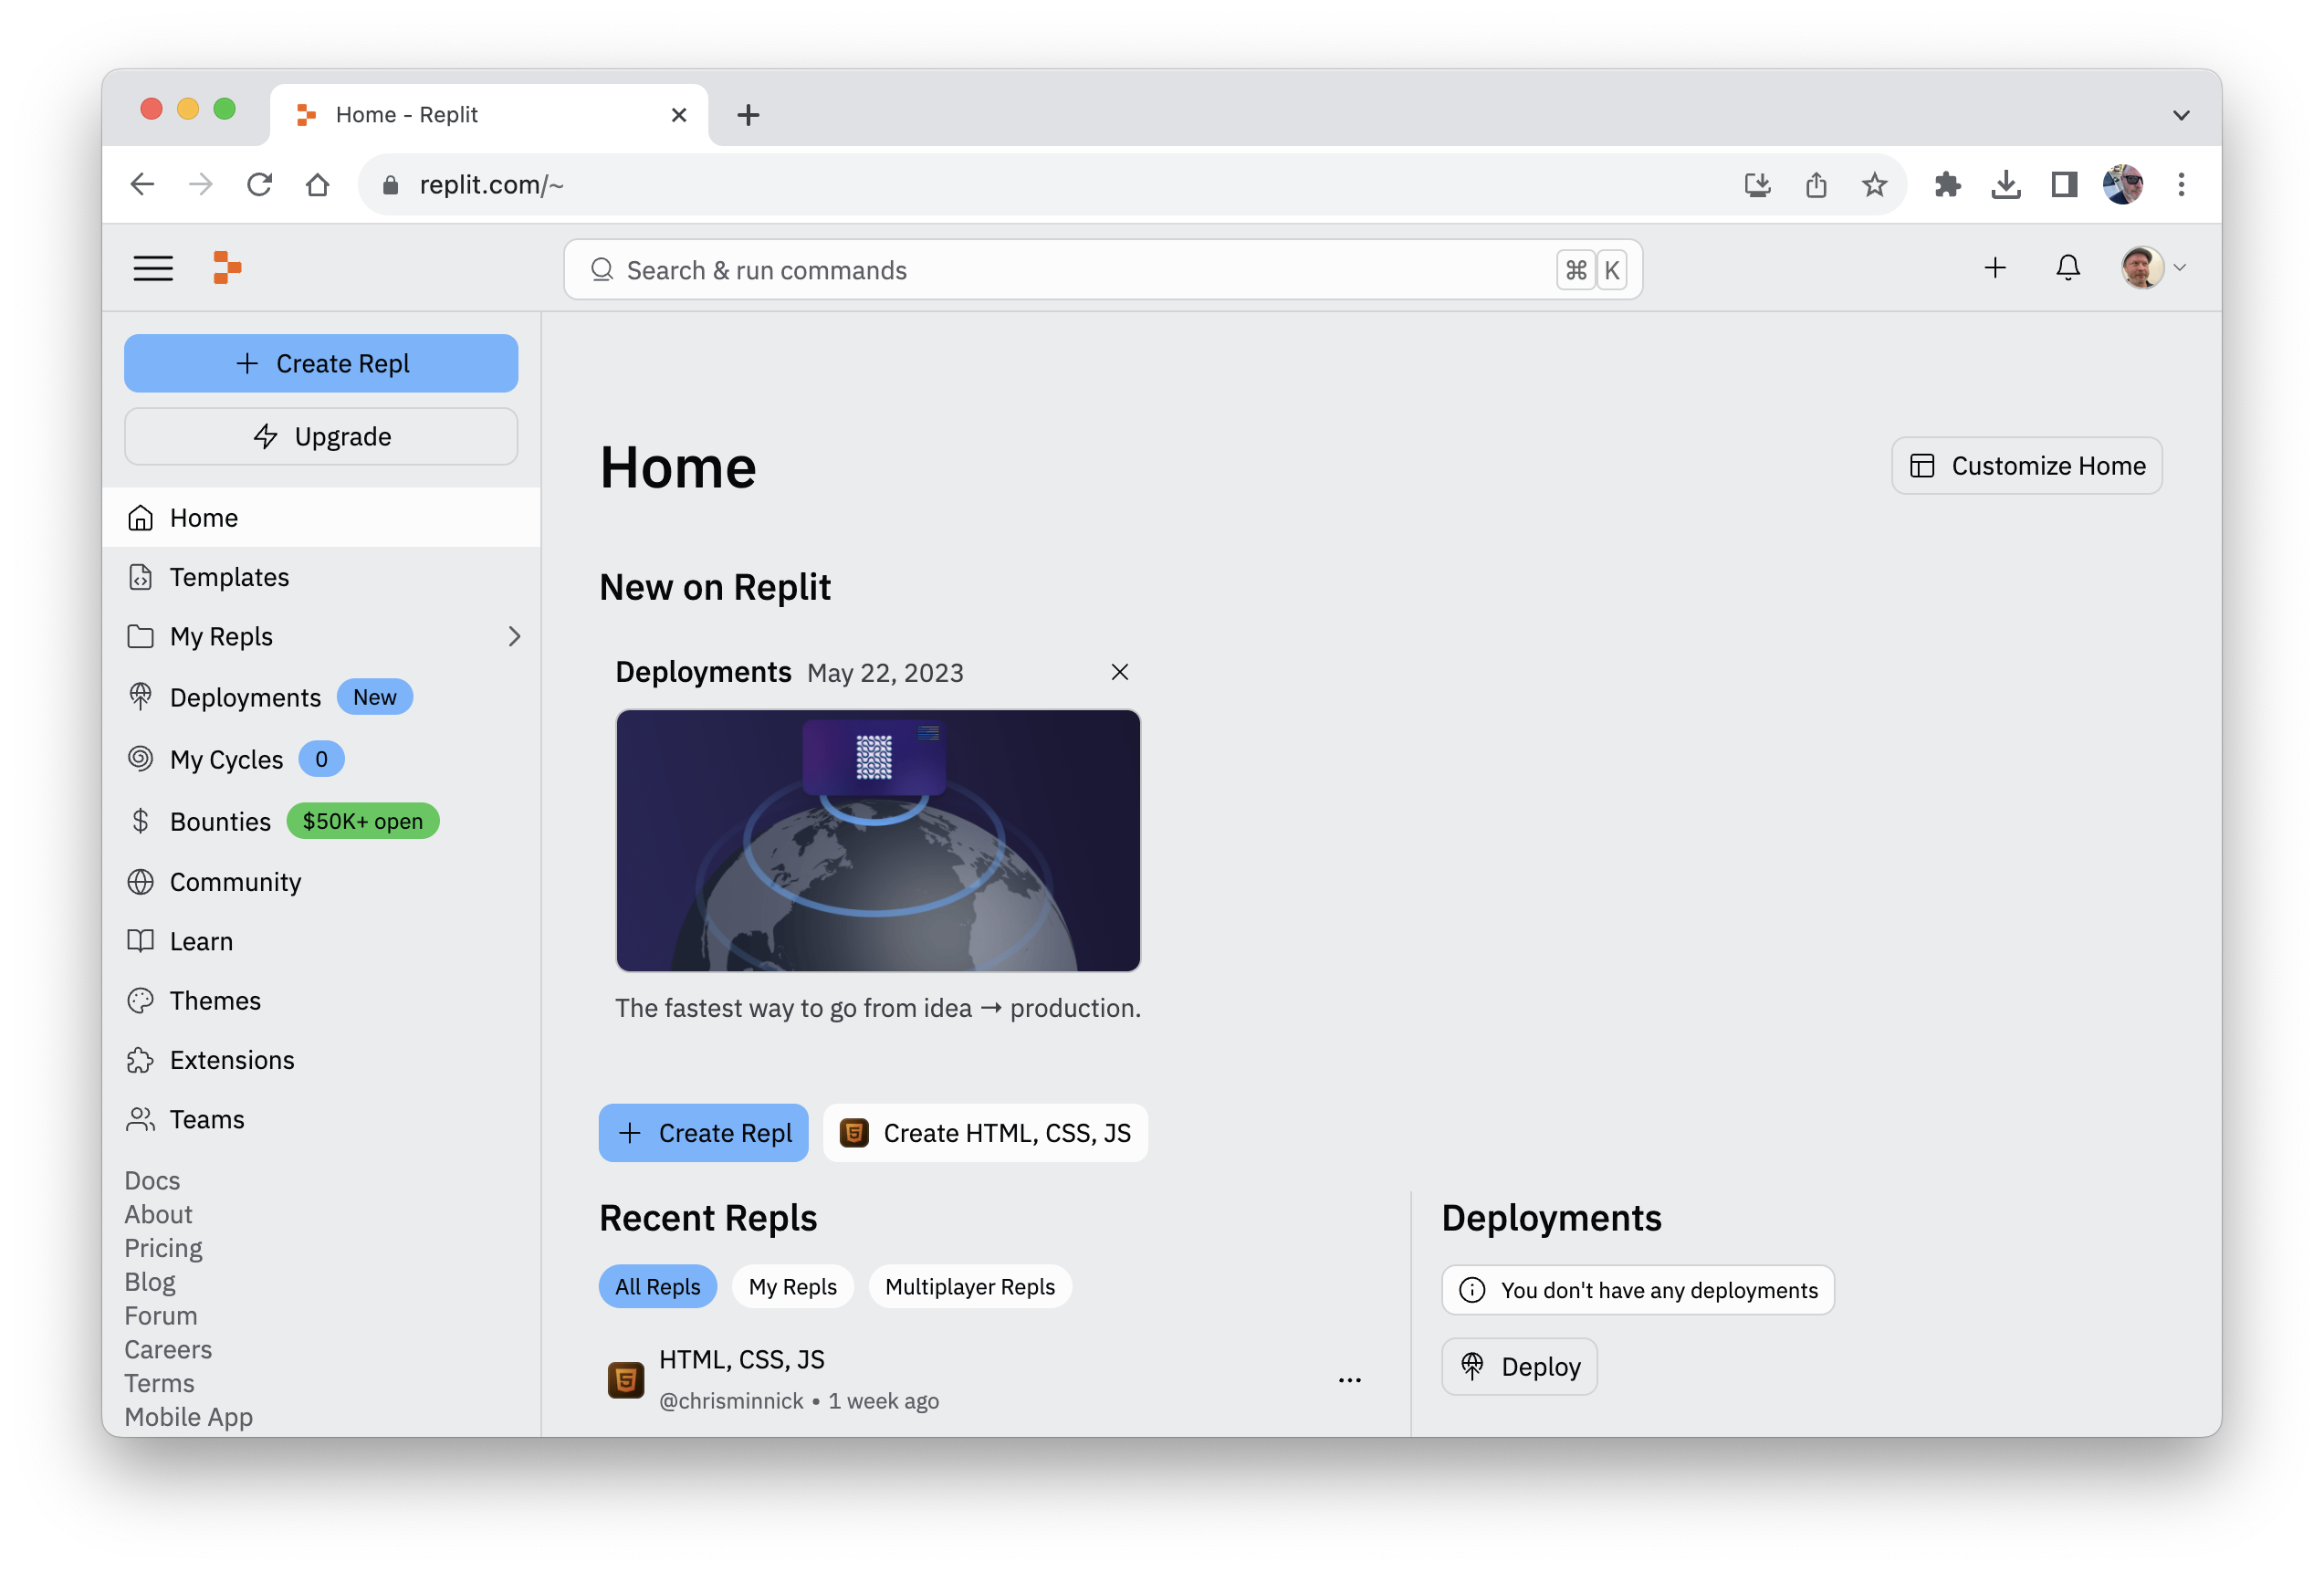 Home - Replit
replit.com/~
Search & run commands
⌘ K
Create Repl
Upgrade
Home
Templates
My Repls
Deployments New
My Cycles 0
Bounties $50K+ open
Community
Learn
Themes
Extensions
Teams
Docs
About
Pricing
Blog
Forum
Careers
Terms
Mobile App
Home
Customize Home
New on Replit
Deployments May 22, 2023
The fastest way to go from idea → production.
Create Repl
Create HTML, CSS, JS
Recent Repls
All Repls My Repls Multiplayer Repls
HTML, CSS, JS
@chrisminnick • 1 week ago
Deployments
You don't have any deployments
Deploy